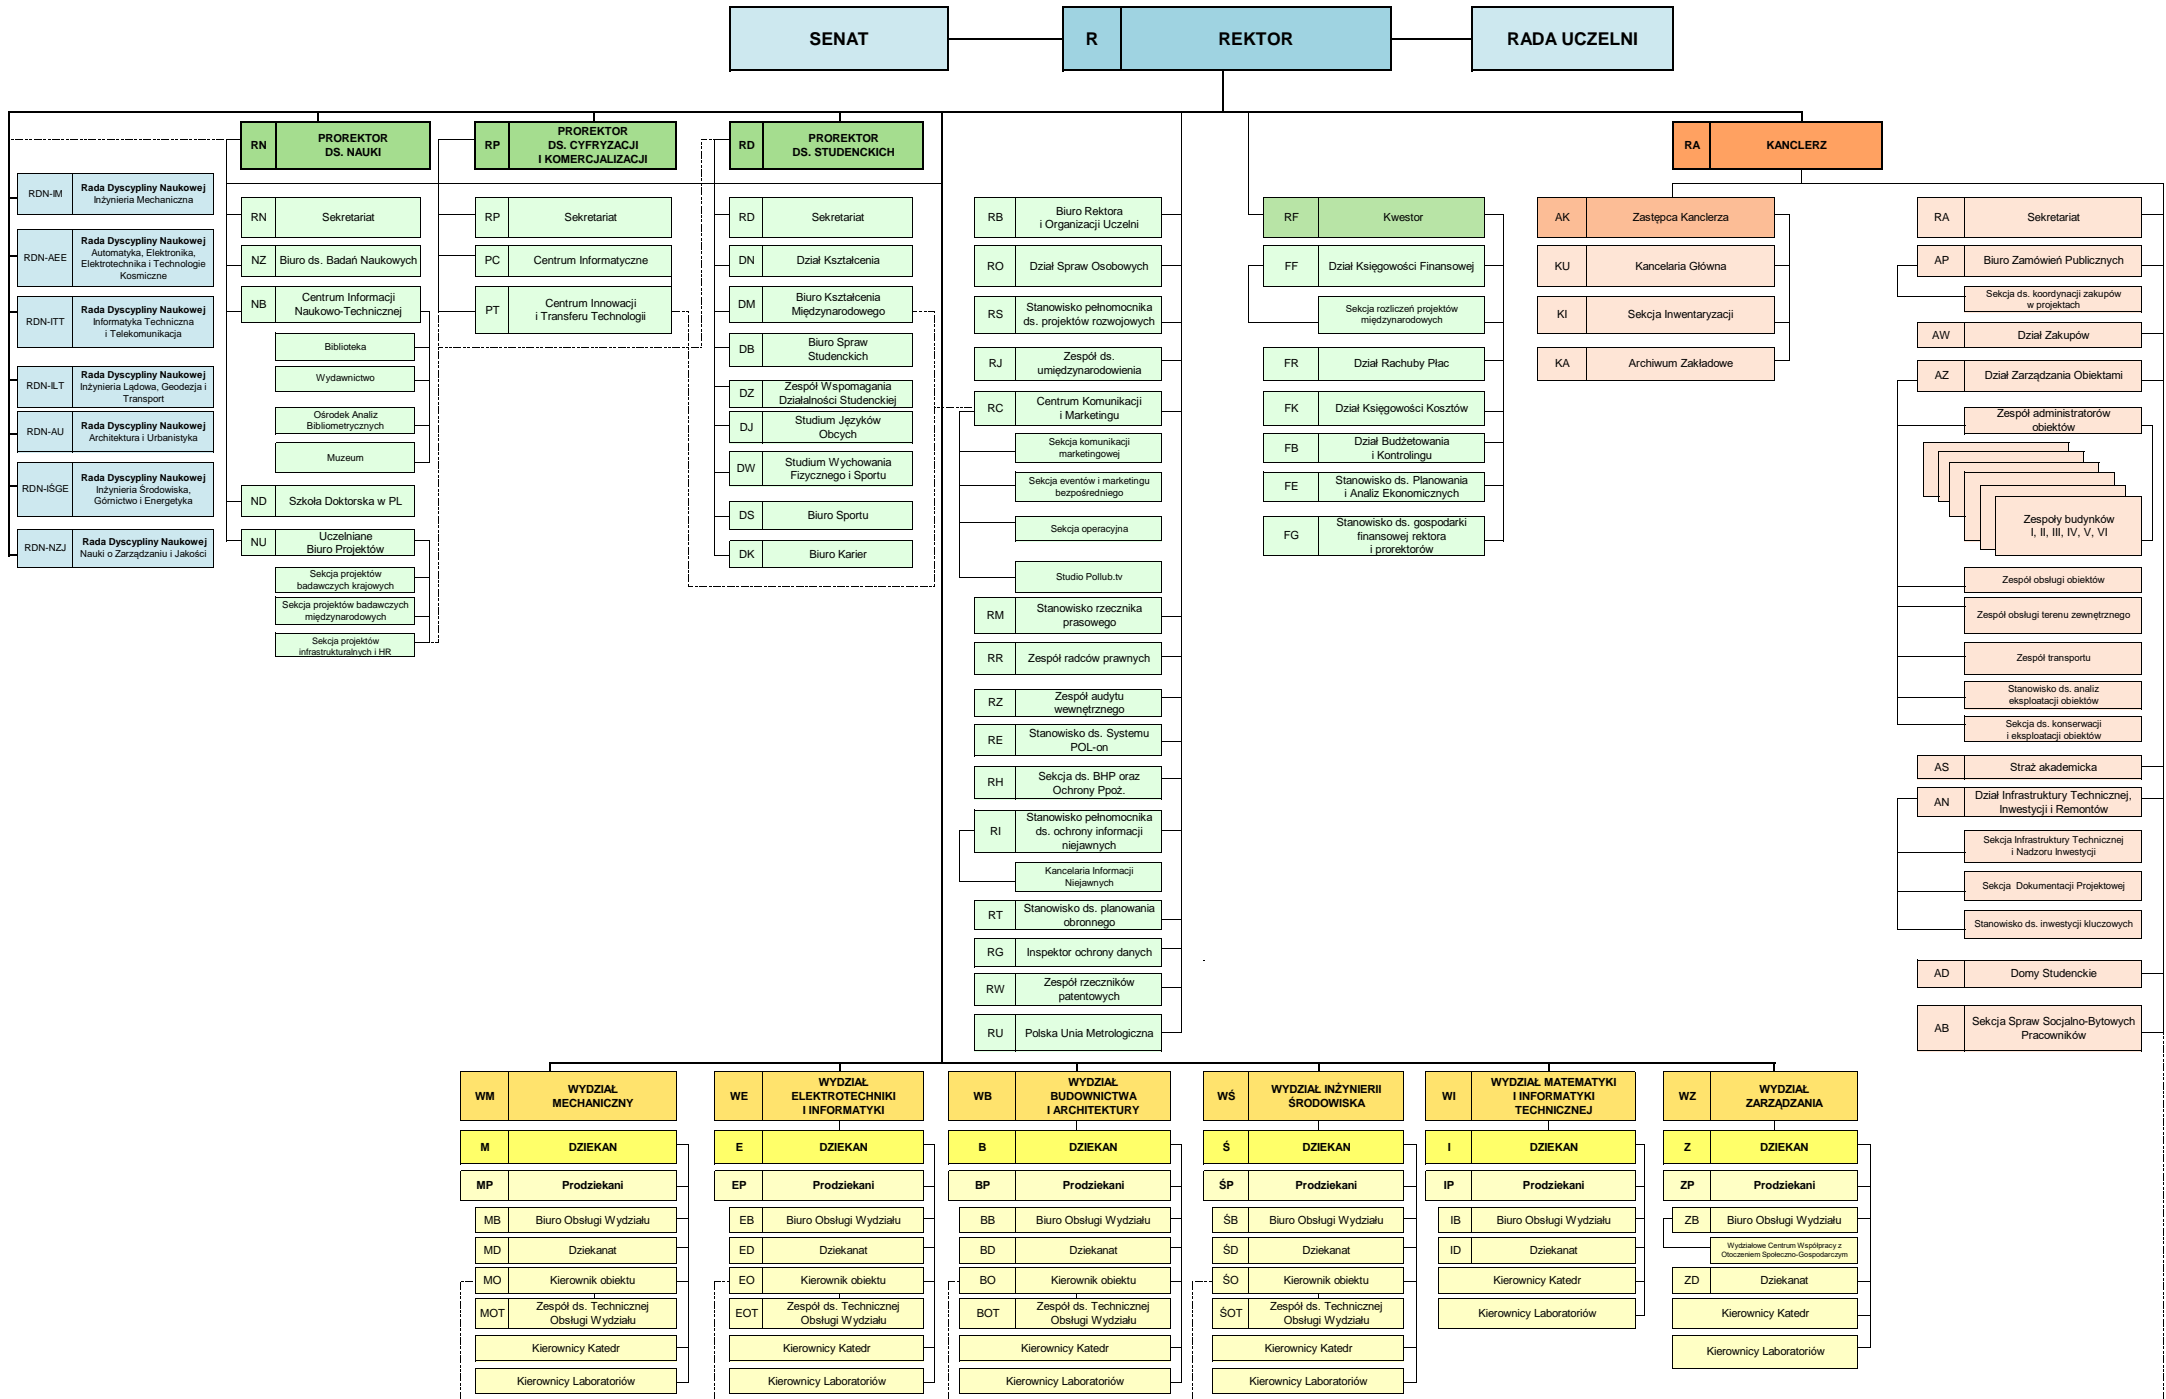 SENAT
R
REKTOR
RADA UCZELNI
RN
PROREKTOR
DS. NAUKI
RP
PROREKTOR
DS. CYFRYZACJI
I KOMERCJALIZACJI
RD
PROREKTOR
DS. STUDENCKICH
RA
KANCLERZ
RDN-IM
Rada Dyscypliny Naukowej
Inżynieria Mechaniczna
RDN-AEE
Rada Dyscypliny Naukowej
Automatyka, Elektronika,
Elektrotechnika i Technologie
Kosmiczne
RDN-ITT
Rada Dyscypliny Naukowej
Informatyka Techniczna
i Telekomunikacja
RDN-ILT
Rada Dyscypliny Naukowej
Inżynieria Lądowa, Geodezja i
Transport
RDN-AU
Rada Dyscypliny Naukowej
Architektura i Urbanistyka
RDN-IŚGE
Rada Dyscypliny Naukowej
Inżynieria Środowiska,
Górnictwo i Energetyka
RDN-NZJ
Rada Dyscypliny Naukowej
Nauki o Zarządzaniu i Jakości
RN
Sekretariat
NZ
Biuro ds. Badań Naukowych
NB
Centrum Informacji
Naukowo-Technicznej
Biblioteka
Wydawnictwo
Ośrodek Analiz
Bibliometrycznych
Muzeum
ND
Szkoła Doktorska w PL
NU
Uczelniane
Biuro Projektów
Sekcja projektów
badawczych krajowych
Sekcja projektów badawczych
międzynarodowych
Sekcja projektów
infrastrukturalnych i HR
RP
Sekretariat
PC
Centrum Informatyczne
PT
Centrum Innowacji
i Transferu Technologii
RD
Sekretariat
DN
Dział Kształcenia
DM
Biuro Kształcenia
Międzynarodowego
DB
Biuro Spraw
Studenckich
DZ
Zespół Wspomagania
Działalności Studenckiej
DJ
Studium Języków
Obcych
DW
Studium Wychowania
Fizycznego i Sportu
DS
Biuro Sportu
DK
Biuro Karier
RB
Biuro Rektora
i Organizacji Uczelni
RO
Dział Spraw Osobowych
RS
Stanowisko pełnomocnika
ds. projektów rozwojowych
RJ
Zespół ds.
umiędzynarodowienia
RC
Centrum Komunikacji
i Marketingu
Sekcja komunikacji
marketingowej
Sekcja eventów i marketingu
bezpośredniego
Sekcja operacyjna
Studio Pollub.tv
RM
Stanowisko rzecznika
prasowego
RR
Zespół radców prawnych
RZ
Zespół audytu
wewnętrznego
RE
Stanowisko ds. Systemu
POL-on
RH
Sekcja ds. BHP oraz
Ochrony Ppoż.
RI
Stanowisko pełnomocnika
ds. ochrony informacji
niejawnych
Kancelaria Informacji
Niejawnych
RT
Stanowisko ds. planowania
obronnego
RG
Inspektor ochrony danych
RW
Zespół rzeczników
patentowych
RU
Polska Unia Metrologiczna
RF
Kwestor
FF
Dział Księgowości Finansowej
Sekcja rozliczeń projektów
międzynarodowych
FR
Dział Rachuby Płac
FK
Dział Księgowości Kosztów
FB
Dział Budżetowania
i Kontrolingu
FE
Stanowisko ds. Planowania
i Analiz Ekonomicznych
FG
Stanowisko ds. gospodarki
finansowej rektora
i prorektorów
AK
Zastępca Kanclerza
KU
Kancelaria Główna
KI
Sekcja Inwentaryzacji
KA
Archiwum Zakładowe
RA
Sekretariat
AP
Biuro Zamówień Publicznych
Sekcja ds. koordynacji zakupów
w projektach
AW
Dział Zakupów
AZ
Dział Zarządzania Obiektami
Zespół administratorów
obiektów
Zespoły budynków
I, II, III, IV, V, VI
Zespół obsługi obiektów
Zespół obsługi terenu zewnętrznego
Zespół transportu
Stanowisko ds. analiz
eksploatacji obiektów
Sekcja ds. konserwacji
i eksploatacji obiektów
AS
Straż akademicka
AN
Dział Infrastruktury Technicznej,
Inwestycji i Remontów
Sekcja Infrastruktury Technicznej
i Nadzoru Inwestycji
Sekcja Dokumentacji Projektowej
Stanowisko ds. inwestycji kluczowych
AD
Domy Studenckie
AB
Sekcja Spraw Socjalno-Bytowych
Pracowników
WM
WYDZIAŁ
MECHANICZNY
M
DZIEKAN
MP
Prodziekani
MB
Biuro Obsługi Wydziału
MD
Dziekanat
MO
Kierownik obiektu
MOT
Zespół ds. Technicznej
Obsługi Wydziału
Kierownicy Katedr
Kierownicy Laboratoriów
WE
WYDZIAŁ
ELEKTROTECHNIKI
I INFORMATYKI
E
DZIEKAN
EP
Prodziekani
EB
Biuro Obsługi Wydziału
ED
Dziekanat
EO
Kierownik obiektu
EOT
Zespół ds. Technicznej
Obsługi Wydziału
Kierownicy Katedr
Kierownicy Laboratoriów
WB
WYDZIAŁ
BUDOWNICTWA
I ARCHITEKTURY
B
DZIEKAN
BP
Prodziekani
BB
Biuro Obsługi Wydziału
BD
Dziekanat
BO
Kierownik obiektu
BOT
Zespół ds. Technicznej
Obsługi Wydziału
Kierownicy Katedr
Kierownicy Laboratoriów
WŚ
WYDZIAŁ INŻYNIERII
ŚRODOWISKA
Ś
DZIEKAN
ŚP
Prodziekani
ŚB
Biuro Obsługi Wydziału
ŚD
Dziekanat
ŚO
Kierownik obiektu
ŚOT
Zespół ds. Technicznej
Obsługi Wydziału
Kierownicy Katedr
Kierownicy Laboratoriów
WI
WYDZIAŁ MATEMATYKI
I INFORMATYKI
TECHNICZNEJ
I
DZIEKAN
IP
Prodziekani
IB
Biuro Obsługi Wydziału
ID
Dziekanat
Kierownicy Katedr
Kierownicy Laboratoriów
WZ
WYDZIAŁ
ZARZĄDZANIA
Z
DZIEKAN
ZP
Prodziekani
ZB
Biuro Obsługi Wydziału
Wydziałowe Centrum Współpracy z
Otoczeniem Społeczno-Gospodarczym
ZD
Dziekanat
Kierownicy Katedr
Kierownicy Laboratoriów